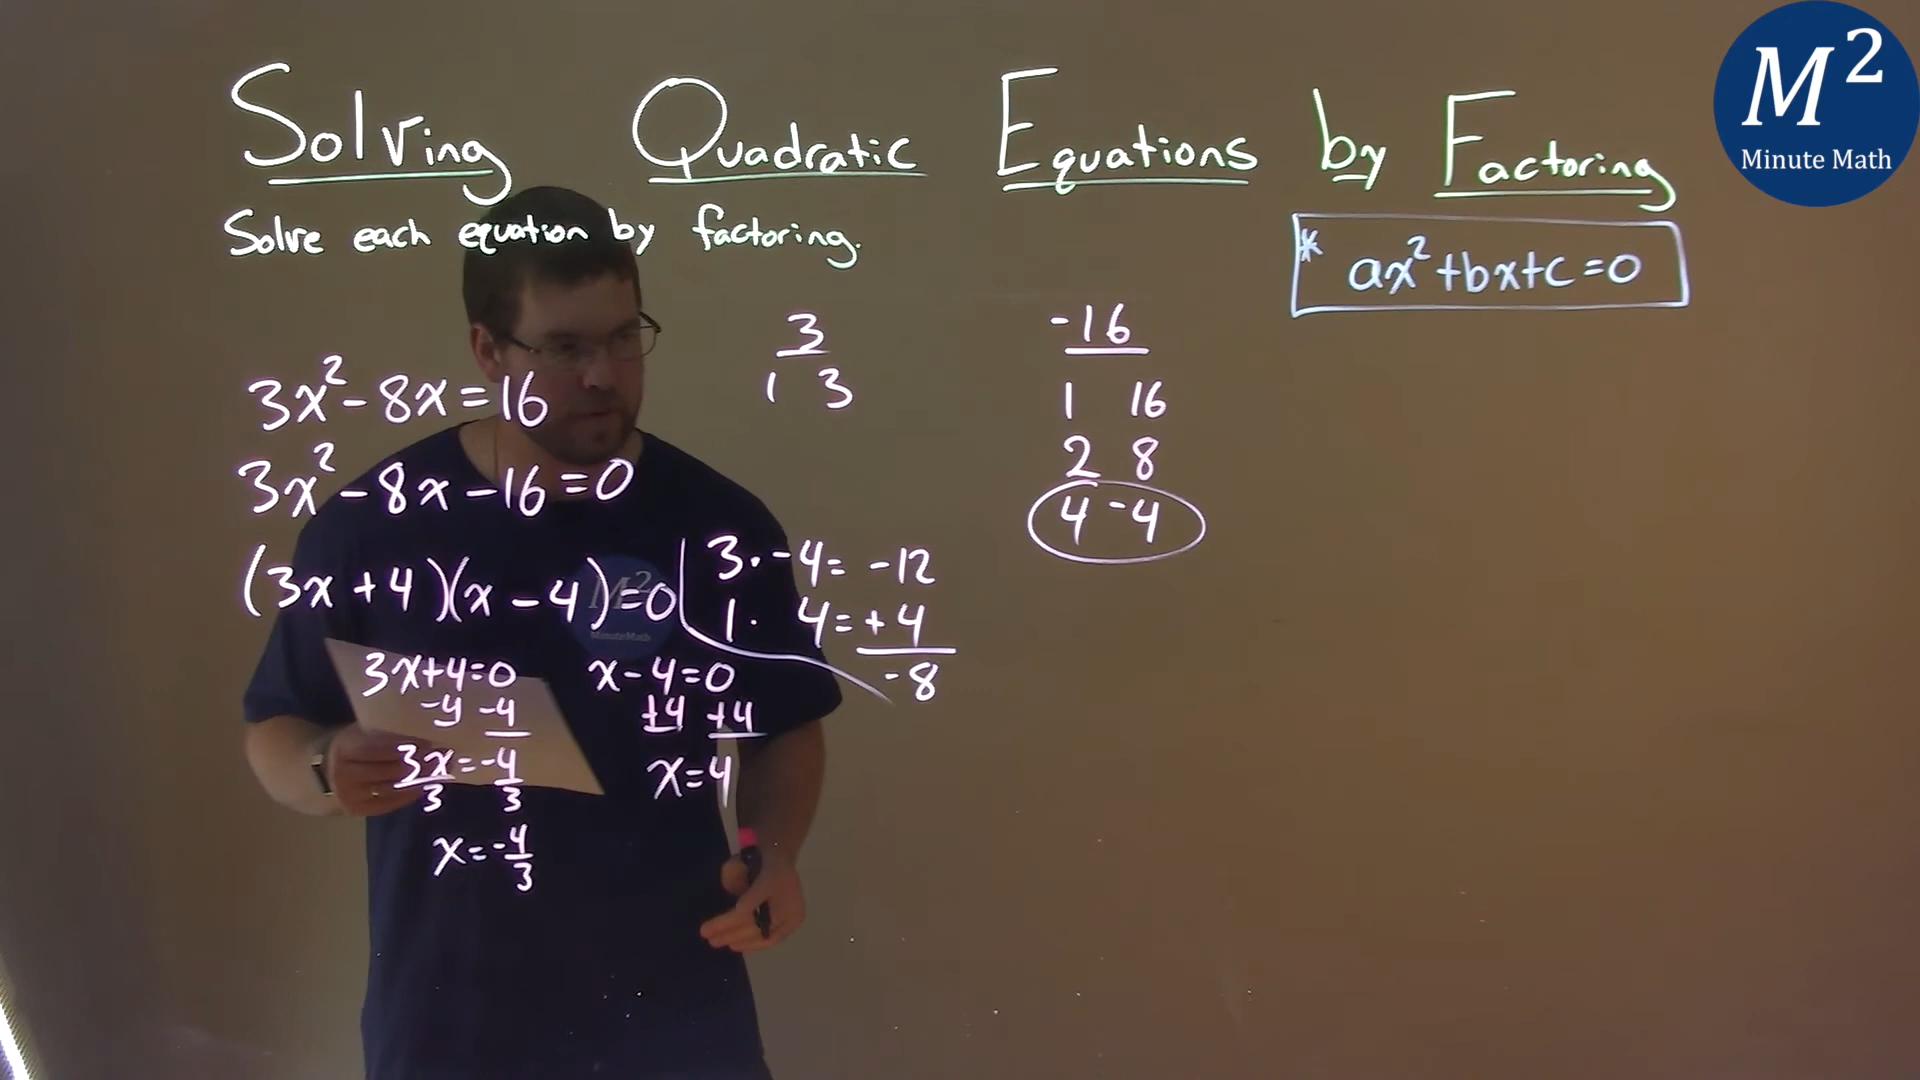 Solving Quadratic Equations by Factoring
M²
Minute Math
Solve each equation by factoring.
* ax²+bx+c=0
3x²-8x=16
3x²-8x-16=0
(3x+4)(x-4)=0
3x+4=0
-4 -4
3x=-4
3 3
x=-4/3
x-4=0
+4 +4
x=4
3·-4=-12
1· 4=+4
-8
3
1 3
-16
1 16
2 8
4 -4
M²
MinuteMath